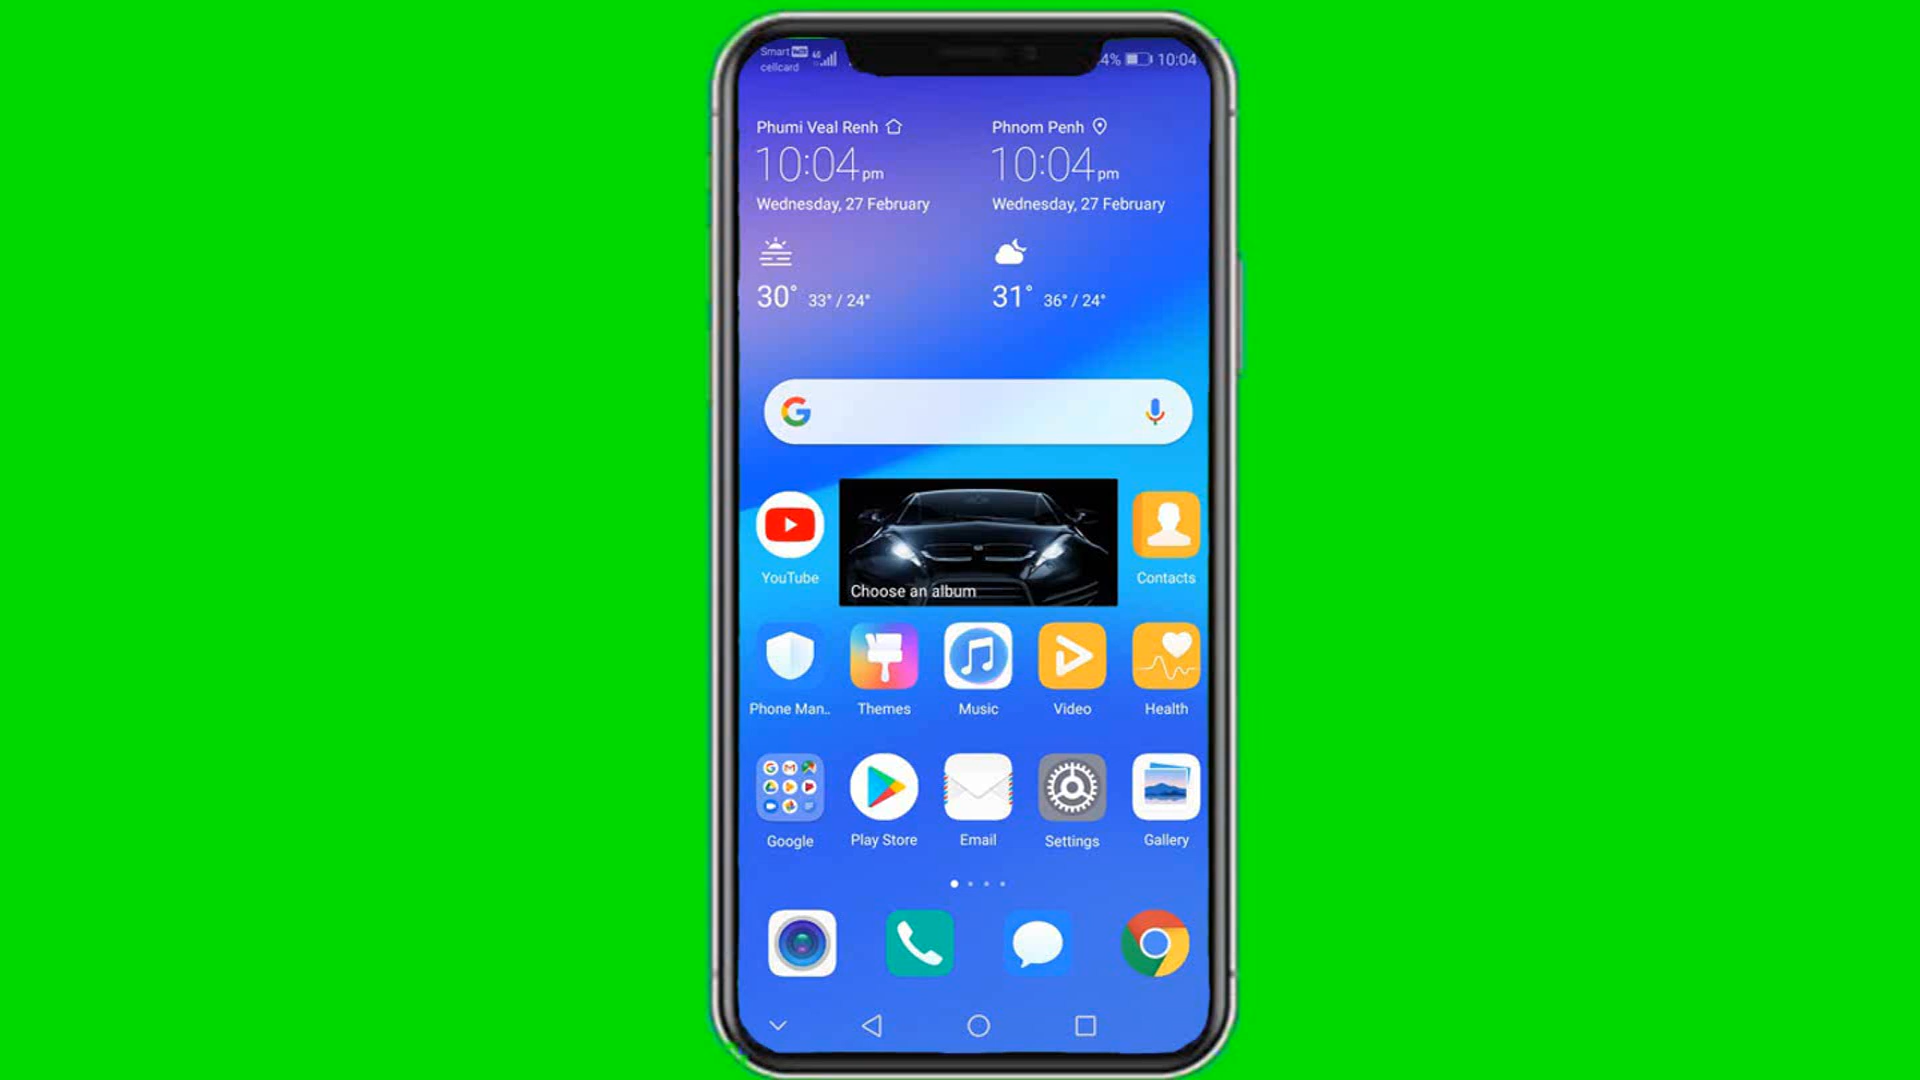 Smart
cellcard
4% 10:04
Phumi Veal Renh
10:04 pm
Wednesday, 27 February
30° 33° / 24°
Phnom Penh
10:04 pm
Wednesday, 27 February
31° 36° / 24°
Choose an album
YouTube
Contacts
Phone Man..
Themes
Music
Video
Health
Google
Play Store
Email
Settings
Gallery